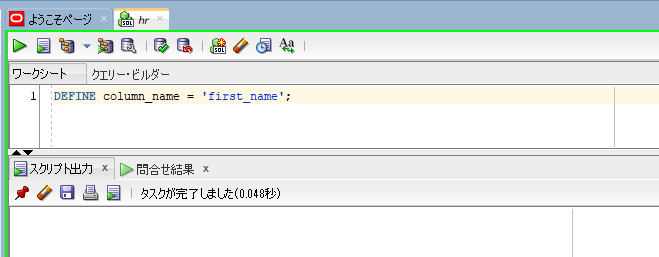 ようこそページ
hr
SQL
Aa
ワークシート
クエリー・ビルダー
1 DEFINE column_name = 'first_name';
スクリプト出力
問合せ結果
タスクが完了しました(0.048秒)